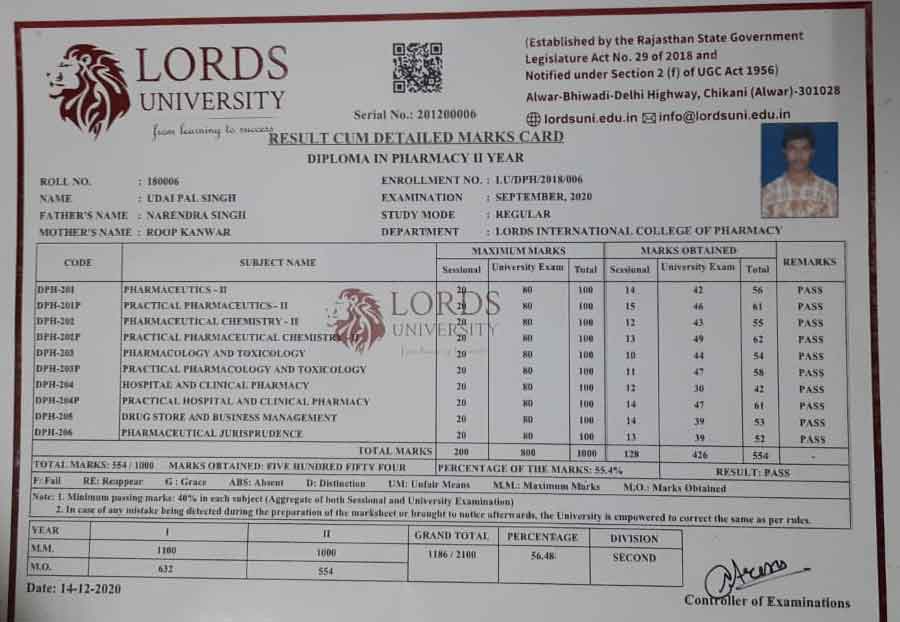 LORDS
UNIVERSITY
from learning to success
Serial No.: 201200006
(Established by the Rajasthan State Government
Legislature Act No. 29 of 2018 and
Notified under Section 2 (f) of UGC Act 1956)
Alwar-Bhiwadi-Delhi Highway, Chikani (Alwar)-301028
lordsuni.edu.in info@lordsuni.edu.in
RESULT CUM DETAILED MARKS CARD
DIPLOMA IN PHARMACY II YEAR
ROLL NO. : 180006 ENROLLMENT NO. : LU/DPH/2018/006
NAME : UDAI PAL SINGH EXAMINATION : SEPTEMBER, 2020
FATHER'S NAME : NARENDRA SINGH STUDY MODE : REGULAR
MOTHER'S NAME : ROOP KANWAR DEPARTMENT : LORDS INTERNATIONAL COLLEGE OF PHARMACY
CODE SUBJECT NAME MAXIMUM MARKS MARKS OBTAINED REMARKS
Sessional University Exam Total Sessional University Exam Total
DPH-201 PHARMACEUTICS - II 20 80 100 14 42 56 PASS
DPH-201P PRACTICAL PHARMACEUTICS - II 20 80 100 15 46 61 PASS
DPH-202 PHARMACEUTICAL CHEMISTRY - II 20 80 100 12 43 55 PASS
DPH-202P PRACTICAL PHARMACEUTICAL CHEMISTRY-II 20 80 100 13 49 62 PASS
DPH-203 PHARMACOLOGY AND TOXICOLOGY 20 80 100 10 44 54 PASS
DPH-203P PRACTICAL PHARMACOLOGY AND TOXICOLOGY 20 80 100 11 47 58 PASS
DPH-204 HOSPITAL AND CLINICAL PHARMACY 20 80 100 12 30 42 PASS
DPH-204P PRACTICAL HOSPITAL AND CLINICAL PHARMACY 20 80 100 14 47 61 PASS
DPH-205 DRUG STORE AND BUSINESS MANAGEMENT 20 80 100 14 39 53 PASS
DPH-206 PHARMACEUTICAL JURISPRUDENCE 20 80 100 13 39 52 PASS
LORDS
UNIVERSITY
TOTAL MARKS 200 800 1000 128 426 554 -
TOTAL MARKS: 554 / 1000 MARKS OBTAINED: FIVE HUNDRED FIFTY FOUR PERCENTAGE OF THE MARKS: 55.4% RESULT: PASS
F: Fail RE: Reappear G : Grace ABS: Absent D: Distinction UM: Unfair Means M.M.: Maximum Marks M.O.: Marks Obtained
Note: 1. Minimum passing marks: 40% in each subject (Aggregate of both Sessional and University Examination)
2. In case of any mistake being detected during the preparation of the marksheet or brought to notice afterwards, the University is empowered to correct the same as per rules.
YEAR I II GRAND TOTAL PERCENTAGE DIVISION
M.M. 1100 1000 1186 / 2100 56.48 SECOND
M.O. 632 554
Date: 14-12-2020
Controller of Examinations